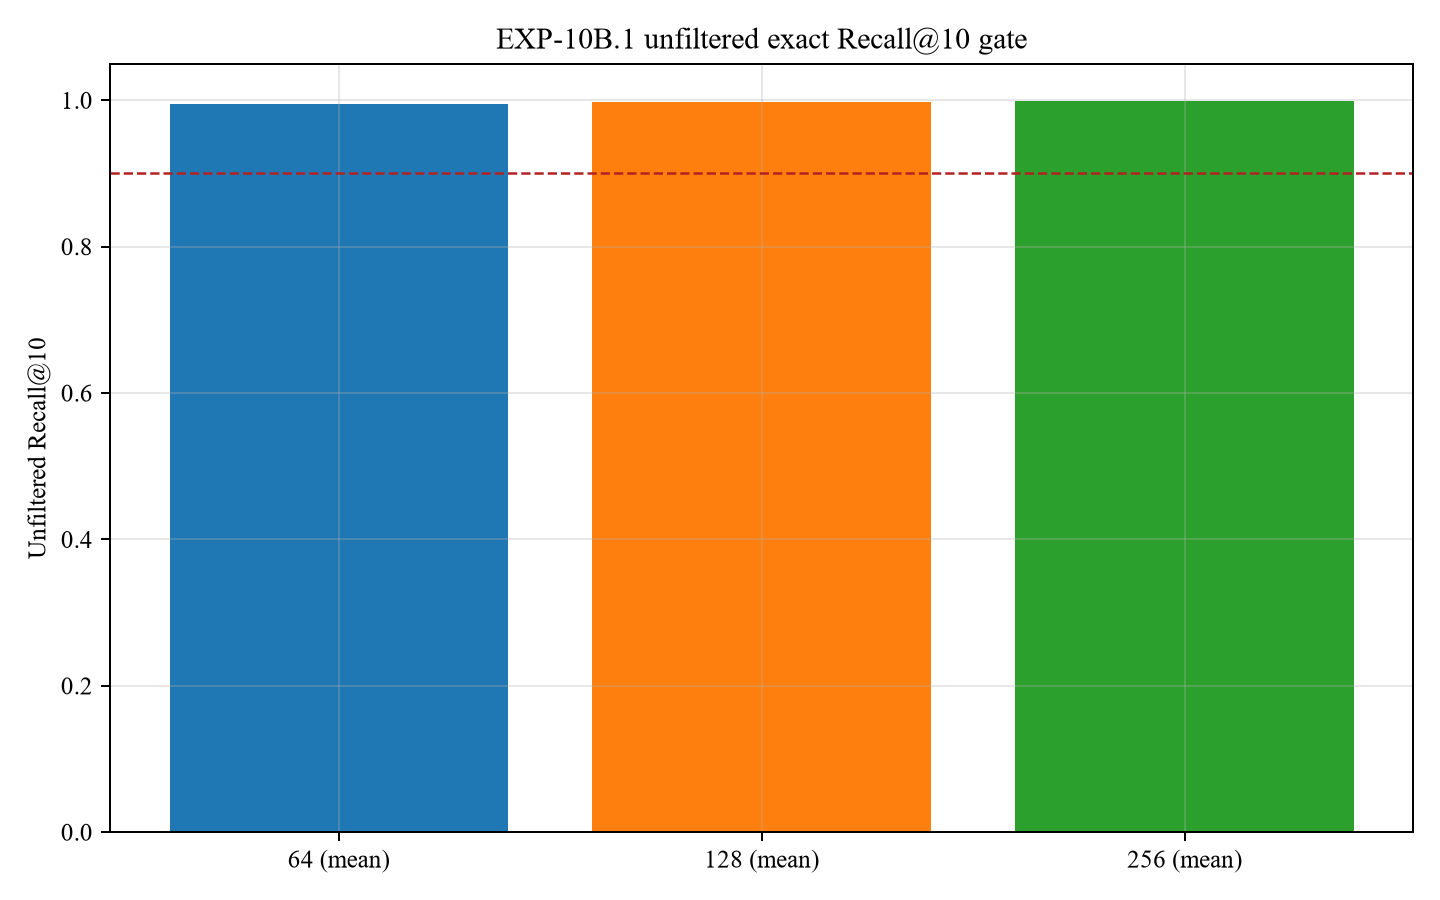 EXP-10B.1 unfiltered exact Recall@10 gate
Unfiltered Recall@10
1.0
0.8
0.6
0.4
0.2
0.0
64 (mean)
128 (mean)
256 (mean)